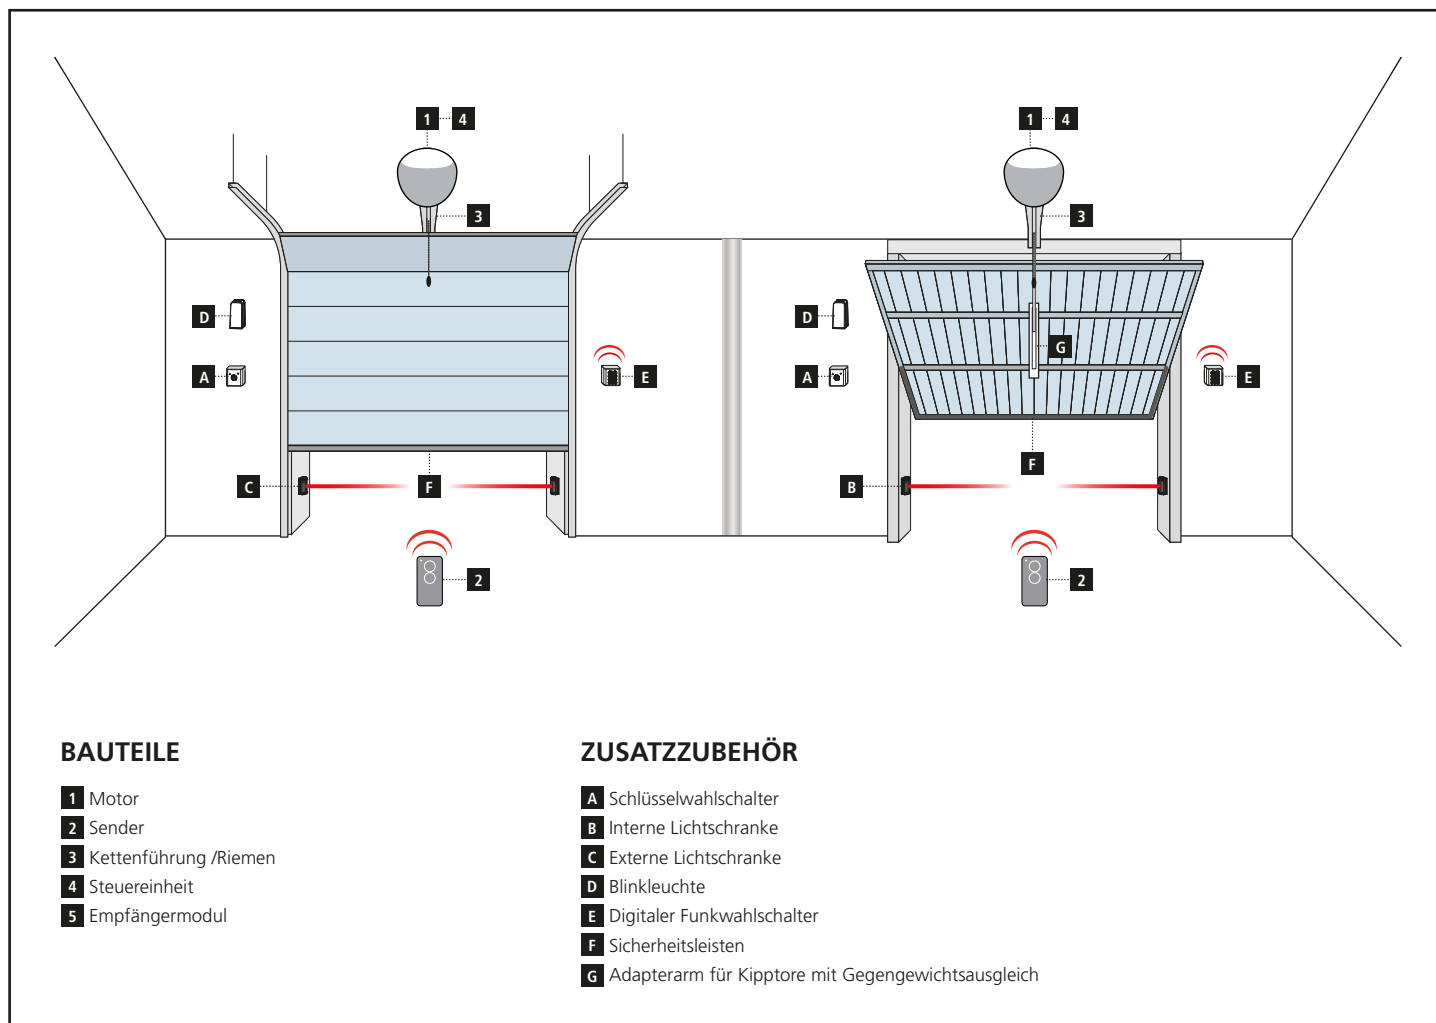 1 4
1 4
3
3
D
D
G
A
E
A
E
F
C
F
B
2
2
BAUTEILE
1 Motor
2 Sender
3 Kettenführung /Riemen
4 Steuereinheit
5 Empfängermodul
ZUSATZZUBEHÖR
A Schlüsselwahlschalter
B Interne Lichtschranke
C Externe Lichtschranke
D Blinkleuchte
E Digitaler Funkwahlschalter
F Sicherheitsleisten
G Adapterarm für Kipptore mit Gegengewichtsausgleich